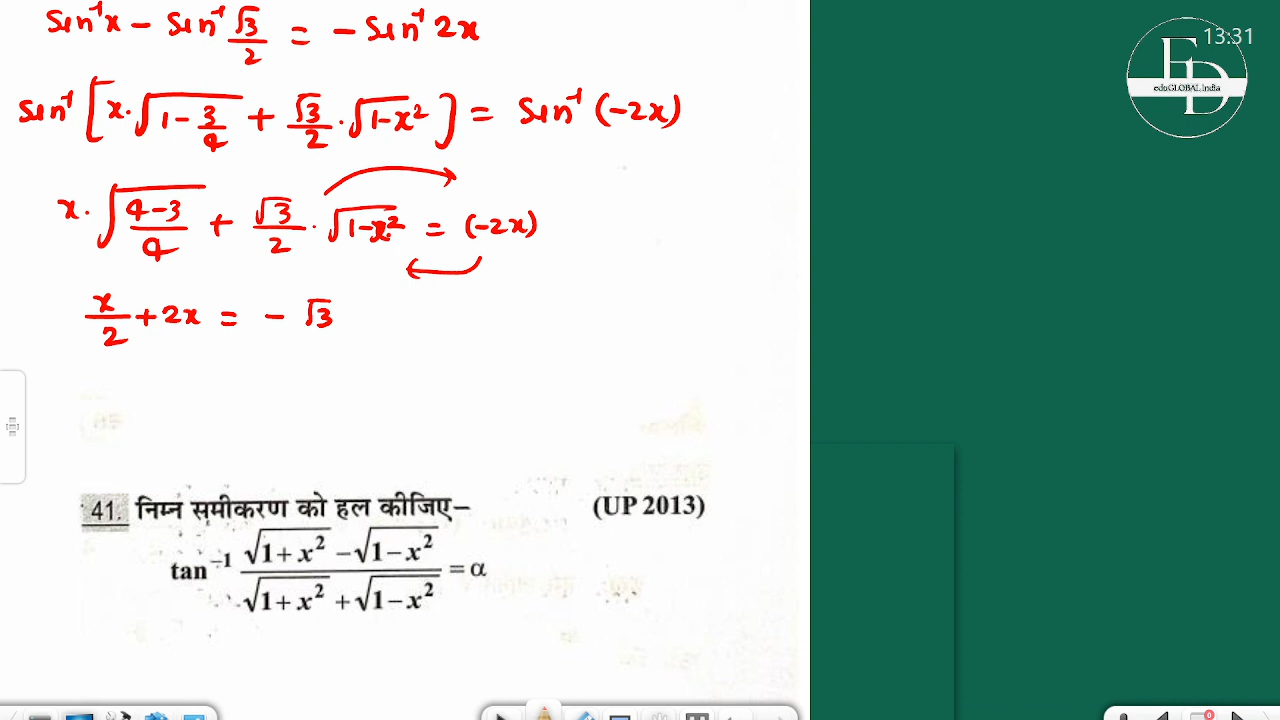 sin⁻¹x − sin⁻¹ √3/2 = − sin⁻¹ 2x
13:31
eduGLOBAL.India
sin⁻¹ [x·√(1 − 3/4) + √3/2 · √(1−x²)] = sin⁻¹ (−2x)
x · √((4−3)/4) + √3/2 · √(1−x²) = (−2x)
x/2 + 2x = − √3
41. निम्न समीकरण को हल कीजिए– (UP 2013)
tan⁻¹ (√(1+x²) − √(1−x²))/(√(1+x²) + √(1−x²)) = α